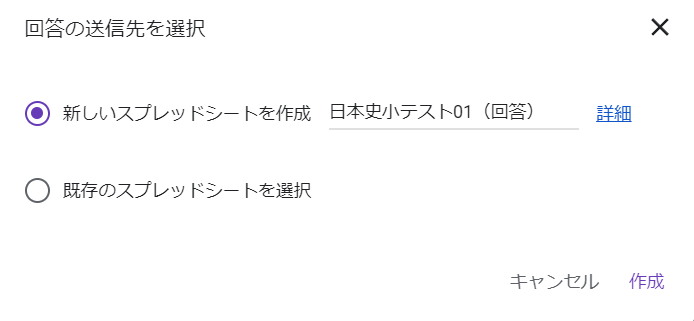 回答の送信先を選択
新しいスプレッドシートを作成 日本史小テスト01（回答） 詳細
既存のスプレッドシートを選択
キャンセル 作成